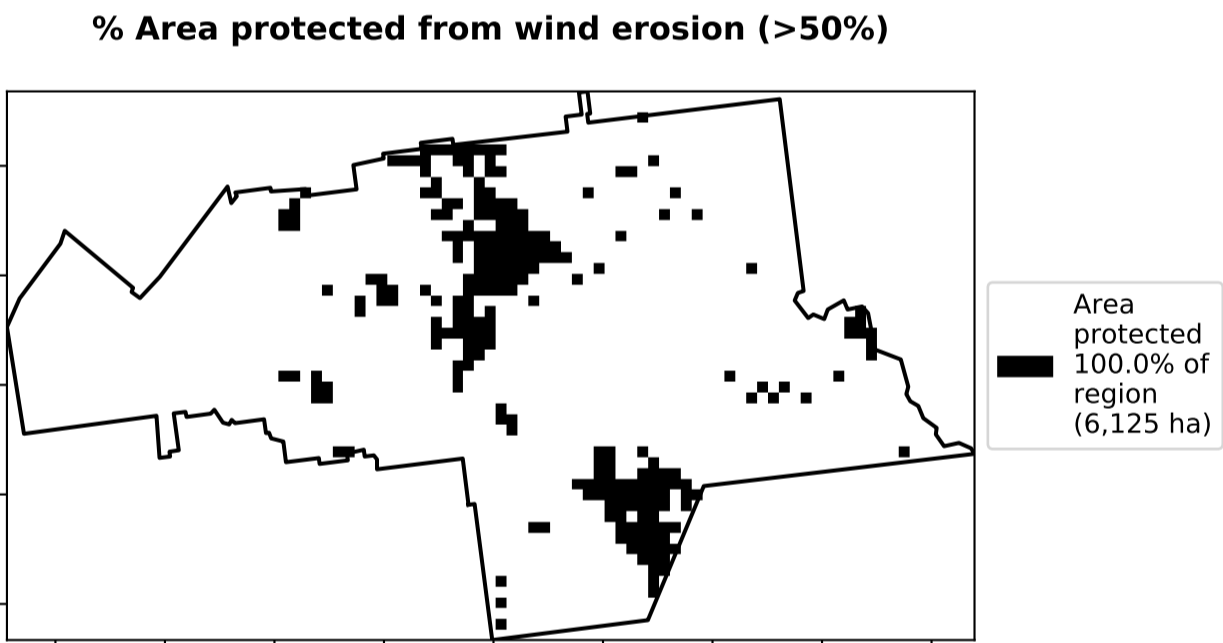 % Area protected from wind erosion (>50%)
Area
protected
100.0% of
region
(6,125 ha)